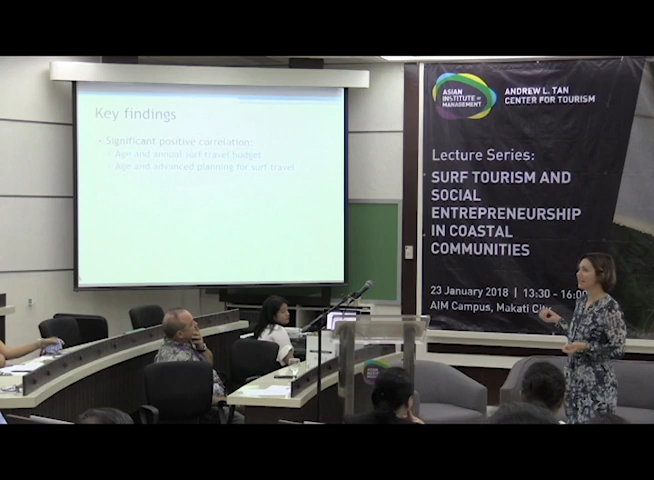 Key findings
Significant positive correlation:
Age and annual surf travel budget
Age and advanced planning for surf travel
ASIAN
INSTITUTE OF
MANAGEMENT
ANDREW L. TAN
CENTER FOR TOURISM
Lecture Series:
SURF TOURISM AND
SOCIAL
ENTREPRENEURSHIP
IN COASTAL
COMMUNITIES
23 January 2018 | 13:30 - 16:00
AIM Campus, Makati City